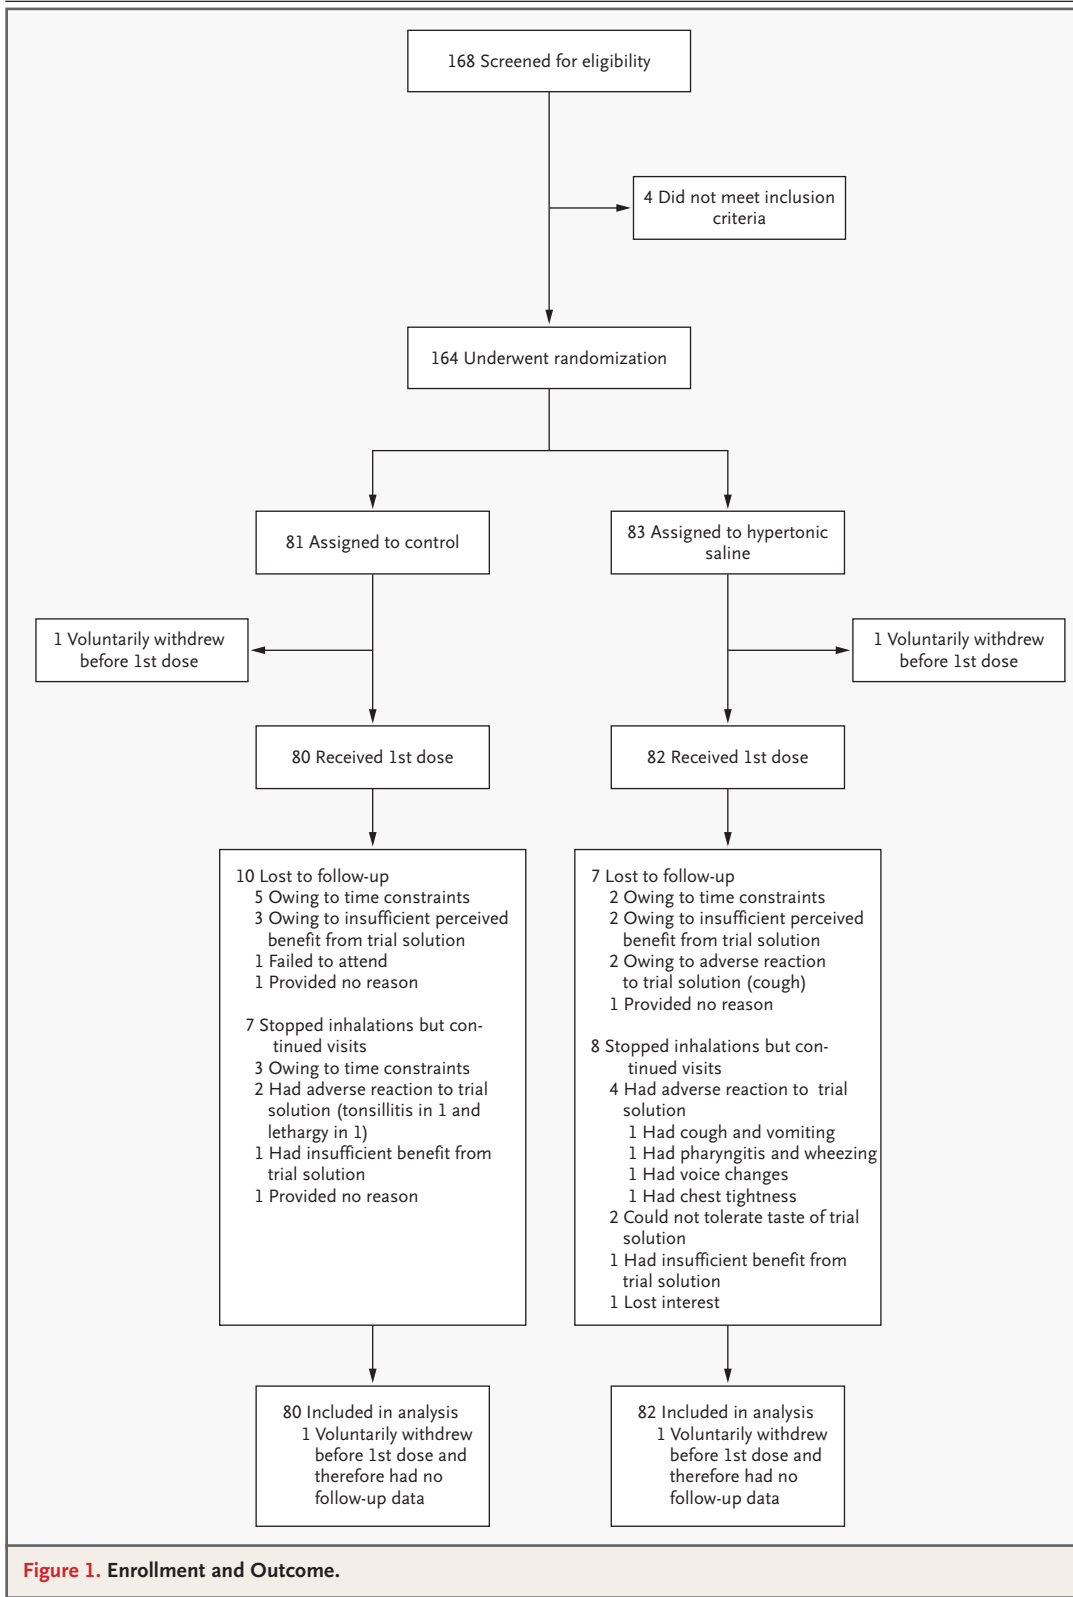 168 Screened for eligibility
4 Did not meet inclusion
criteria
164 Underwent randomization
81 Assigned to control
83 Assigned to hypertonic
saline
1 Voluntarily withdrew
before 1st dose
1 Voluntarily withdrew
before 1st dose
80 Received 1st dose
82 Received 1st dose
10 Lost to follow-up
5 Owing to time constraints
3 Owing to insufficient perceived
benefit from trial solution
1 Failed to attend
1 Provided no reason
7 Stopped inhalations but con-
tinued visits
3 Owing to time constraints
2 Had adverse reaction to trial
solution (tonsillitis in 1 and
lethargy in 1)
1 Had insufficient benefit from
trial solution
1 Provided no reason
7 Lost to follow-up
2 Owing to time constraints
2 Owing to insufficient perceived
benefit from trial solution
2 Owing to adverse reaction
to trial solution (cough)
1 Provided no reason
8 Stopped inhalations but con-
tinued visits
4 Had adverse reaction to trial
solution
1 Had cough and vomiting
1 Had pharyngitis and wheezing
1 Had voice changes
1 Had chest tightness
2 Could not tolerate taste of trial
solution
1 Had insufficient benefit from
trial solution
1 Lost interest
80 Included in analysis
1 Voluntarily withdrew
before 1st dose and
therefore had no
follow-up data
82 Included in analysis
1 Voluntarily withdrew
before 1st dose and
therefore had no
follow-up data
Figure 1. Enrollment and Outcome.